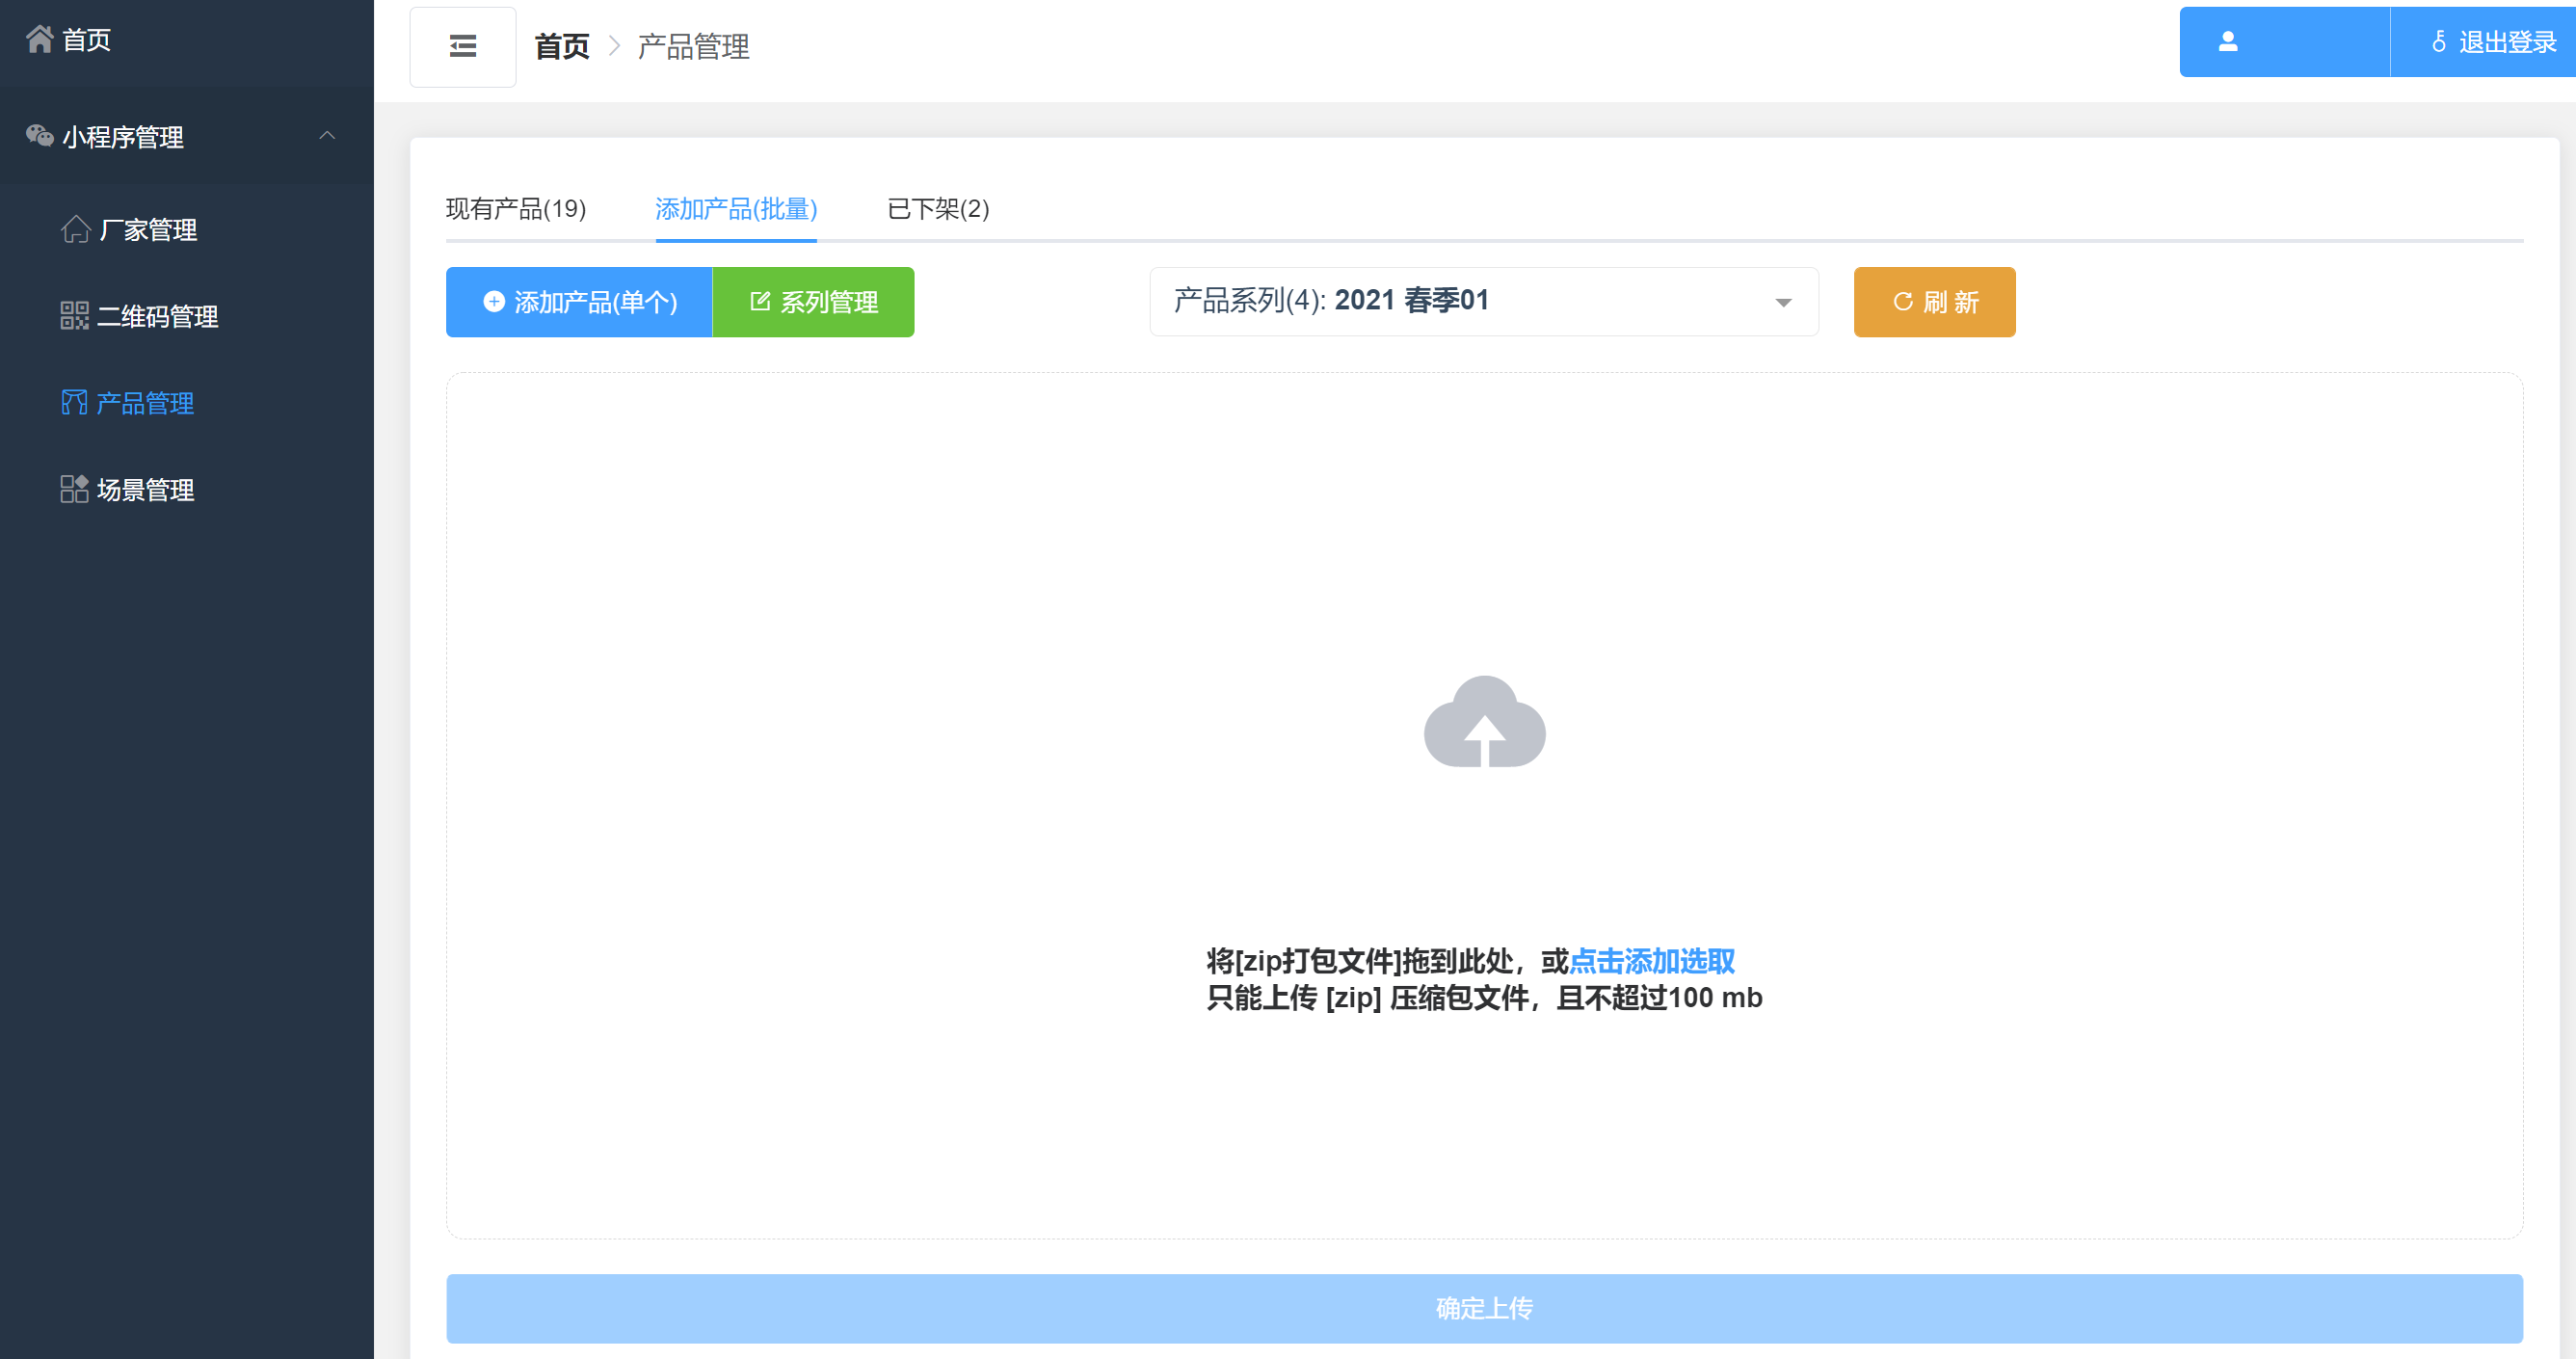 首页
小程序管理
厂家管理
二维码管理
产品管理
场景管理
首页 产品管理
退出登录
现有产品(19) 添加产品(批量) 已下架(2)
添加产品(单个) 系列管理 产品系列(4): 2021 春季01 刷 新
将[zip打包文件]拖到此处，或点击添加选取
只能上传 [zip] 压缩包文件，且不超过100 mb
确定上传